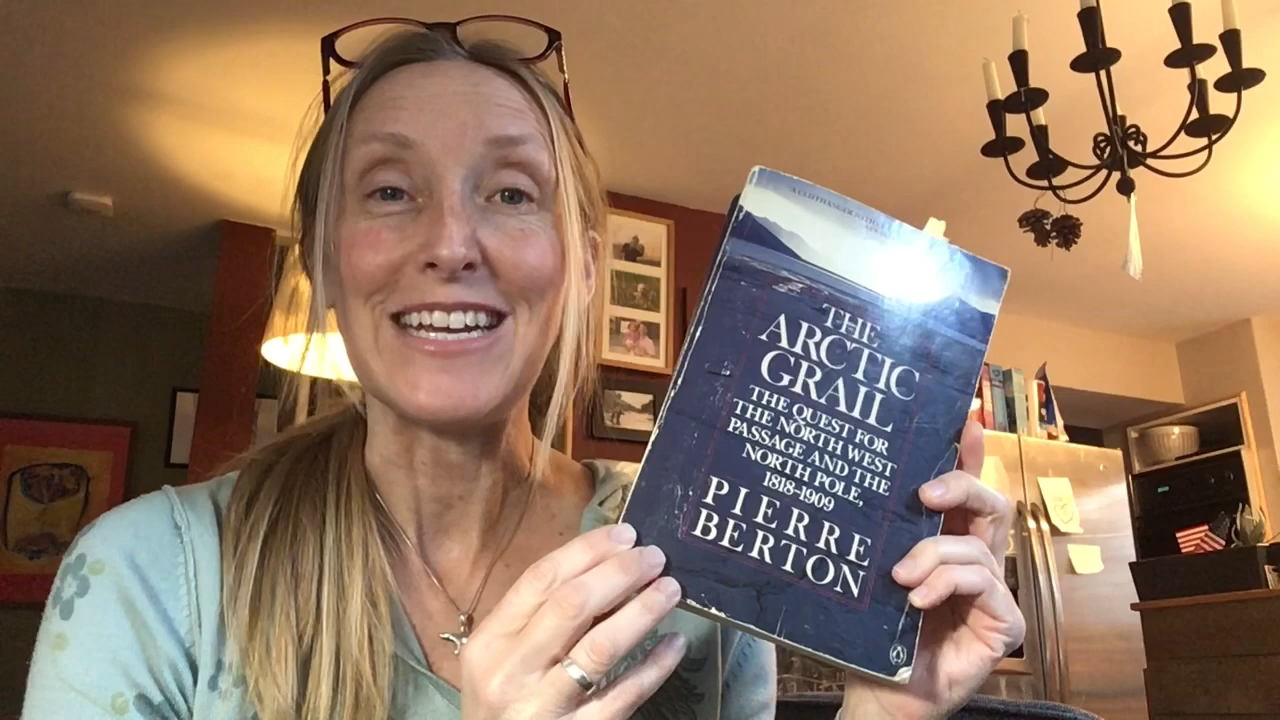 THE
ARCTIC
GRAIL
THE QUEST FOR
THE NORTH WEST
PASSAGE AND THE
NORTH POLE,
1818-1909
PIERRE
BERTON